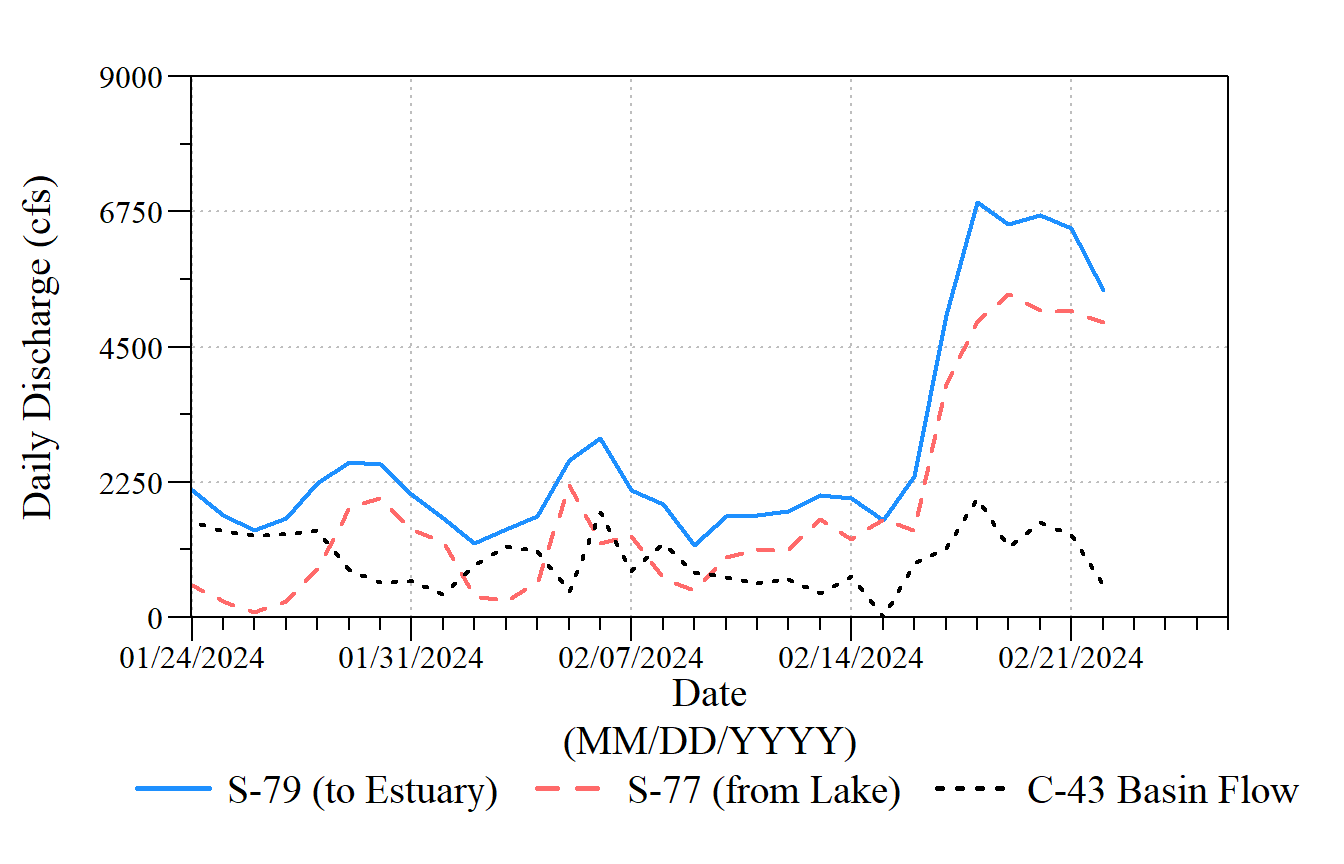 9000
6750
4500
2250
0
Daily Discharge (cfs)
01/24/2024 01/31/2024 02/07/2024 02/14/2024 02/21/2024
Date
(MM/DD/YYYY)
S-79 (to Estuary) S-77 (from Lake) C-43 Basin Flow